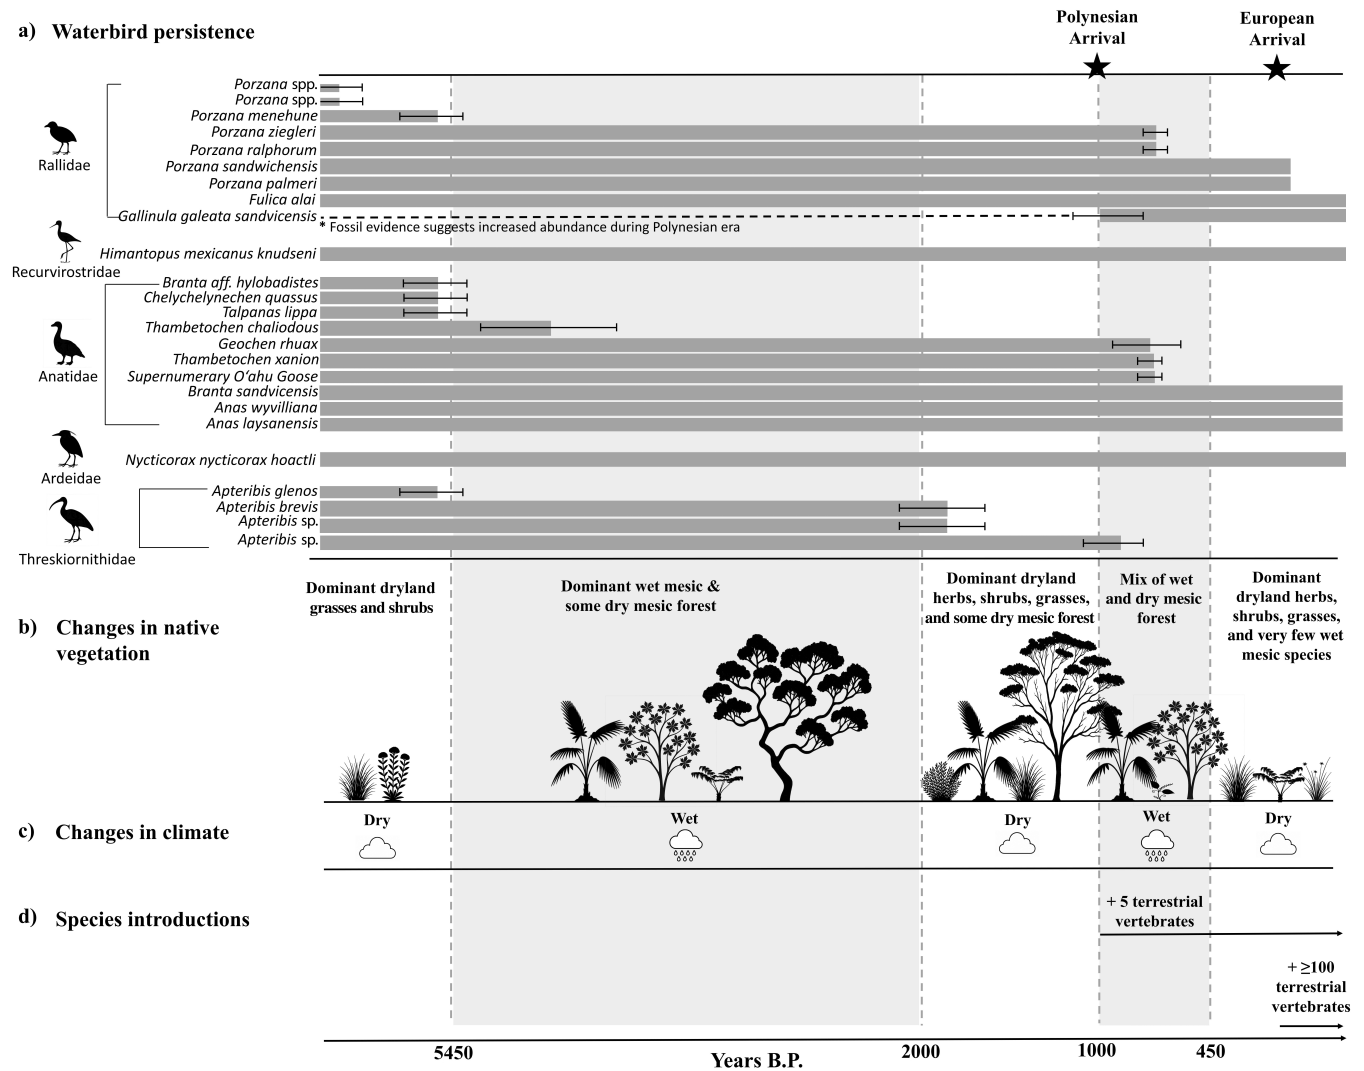 a) Waterbird persistence
Polynesian
Arrival
European
Arrival
Porzana spp.
Porzana spp.
Porzana menehune
Porzana ziegleri
Porzana ralphorum
Porzana sandwichensis
Porzana palmeri
Fulica alai
Gallinula galeata sandvicensis
Rallidae
* Fossil evidence suggests increased abundance during Polynesian era
Himantopus mexicanus knudseni
Recurvirostridae
Branta aff. hylobadistes
Chelychelynechen quassus
Talpanas lippa
Thambetochen chaliodous
Geochen rhuax
Thambetochen xanion
Supernumerary Oʻahu Goose
Branta sandvicensis
Anas wyvilliana
Anas laysanensis
Anatidae
Nycticorax nycticorax hoactli
Ardeidae
Apteribis glenos
Apteribis brevis
Apteribis sp.
Apteribis sp.
Threskiornithidae
b) Changes in native
vegetation
Dominant dryland
grasses and shrubs
Dominant wet mesic &
some dry mesic forest
Dominant dryland
herbs, shrubs, grasses,
and some dry mesic forest
Mix of wet
and dry mesic
forest
Dominant
dryland herbs,
shrubs, grasses,
and very few wet
mesic species
c) Changes in climate
Dry
Wet
Dry
Wet
Dry
d) Species introductions
+ 5 terrestrial
vertebrates
+ ≥100
terrestrial
vertebrates
5450
Years B.P.
2000
1000
450